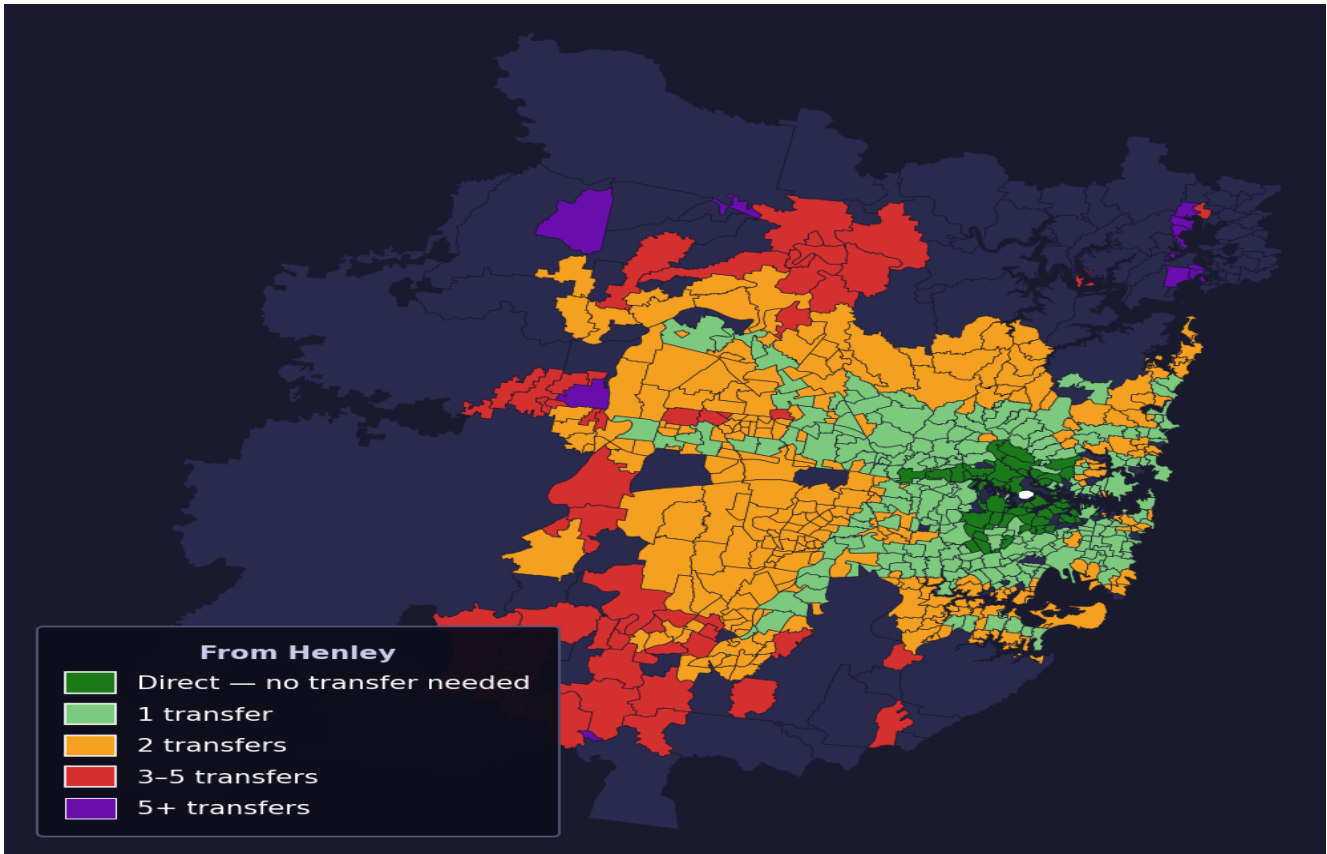 From Henley
Direct — no transfer needed
1 transfer
2 transfers
3–5 transfers
5+ transfers